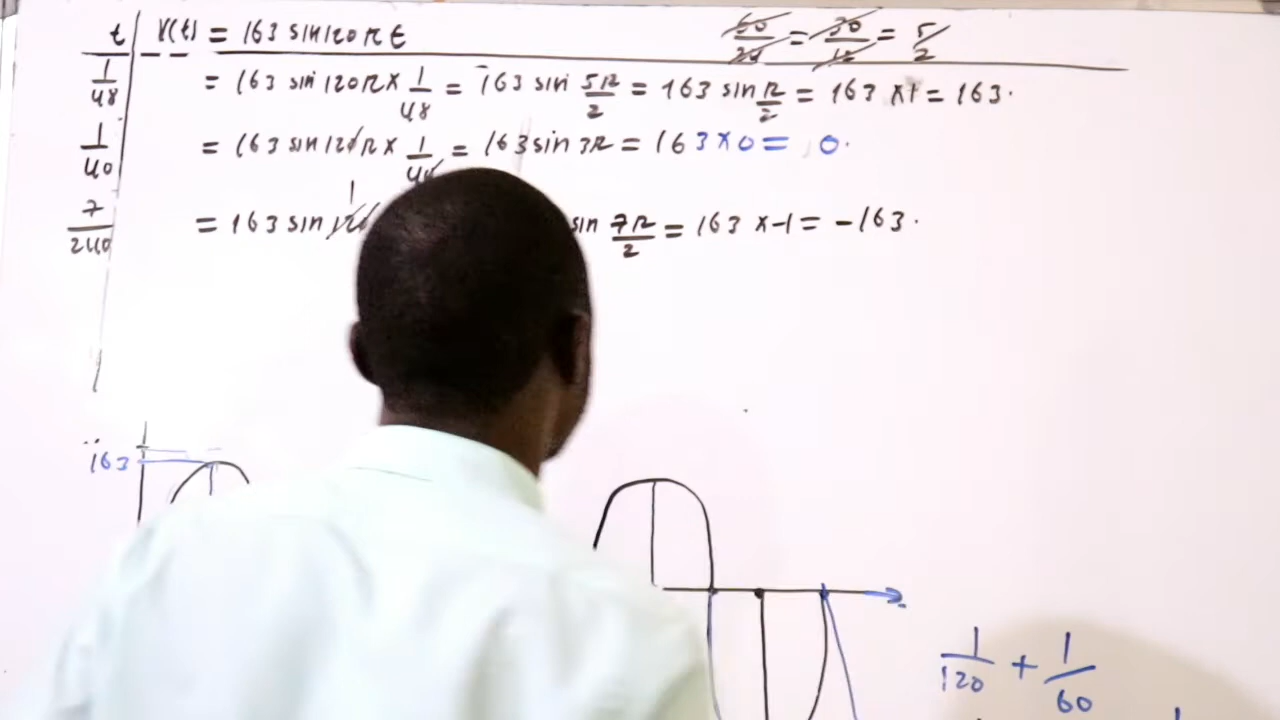 t V(t) = 163 sin 120π t
60/24 = 30/12 = 5/2
1/48 = 163 sin 120π × 1/48 = 163 sin 5π/2 = 163 sin π/2 = 163 × 1 = 163.
1/40 = 163 sin 120π × 1/40 = 163 sin 3π = 163 × 0 = 0.
7/240 = 163 sin 120 sin 7π/2 = 163 × -1 = -163.
163
1/120 + 1/60